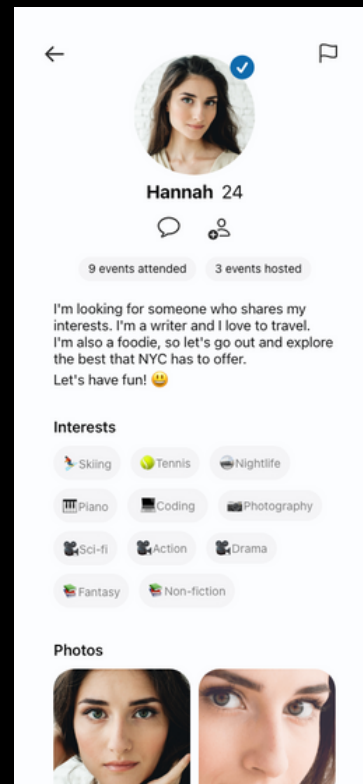 Hannah 24
9 events attended 3 events hosted
I'm looking for someone who shares my
interests. I'm a writer and I love to travel.
I'm also a foodie, so let's go out and explore
the best that NYC has to offer.
Let's have fun! 😃
Interests
⛷️Skiing 🎾Tennis 🪩Nightlife
🎹Piano 💻Coding 📷Photography
🎥Sci-fi 🎥Action 🎥Drama
📚Fantasy 📚Non-fiction
Photos